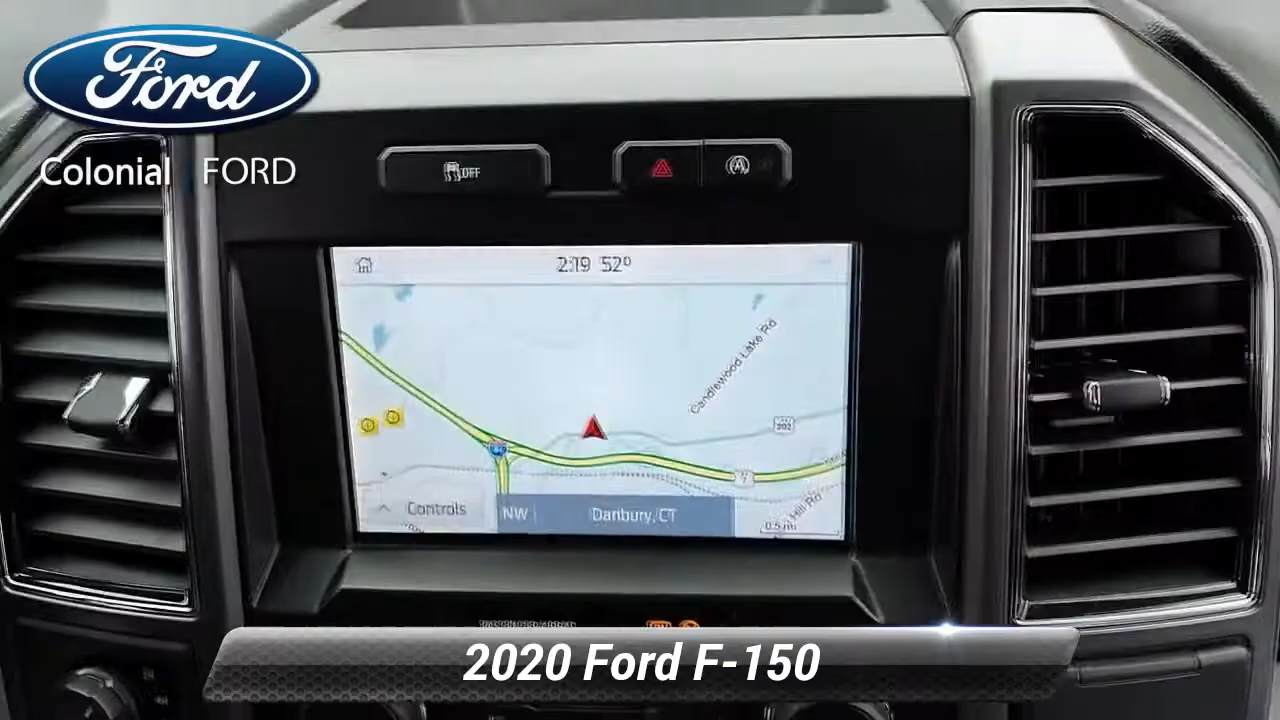 Ford
Colonial | FORD
OFF
A
2:19 52°
Candlewood Lake Rd
202
7
Controls
NW
Danbury, CT
Hill Rd
0.5 mi
2020 Ford F-150